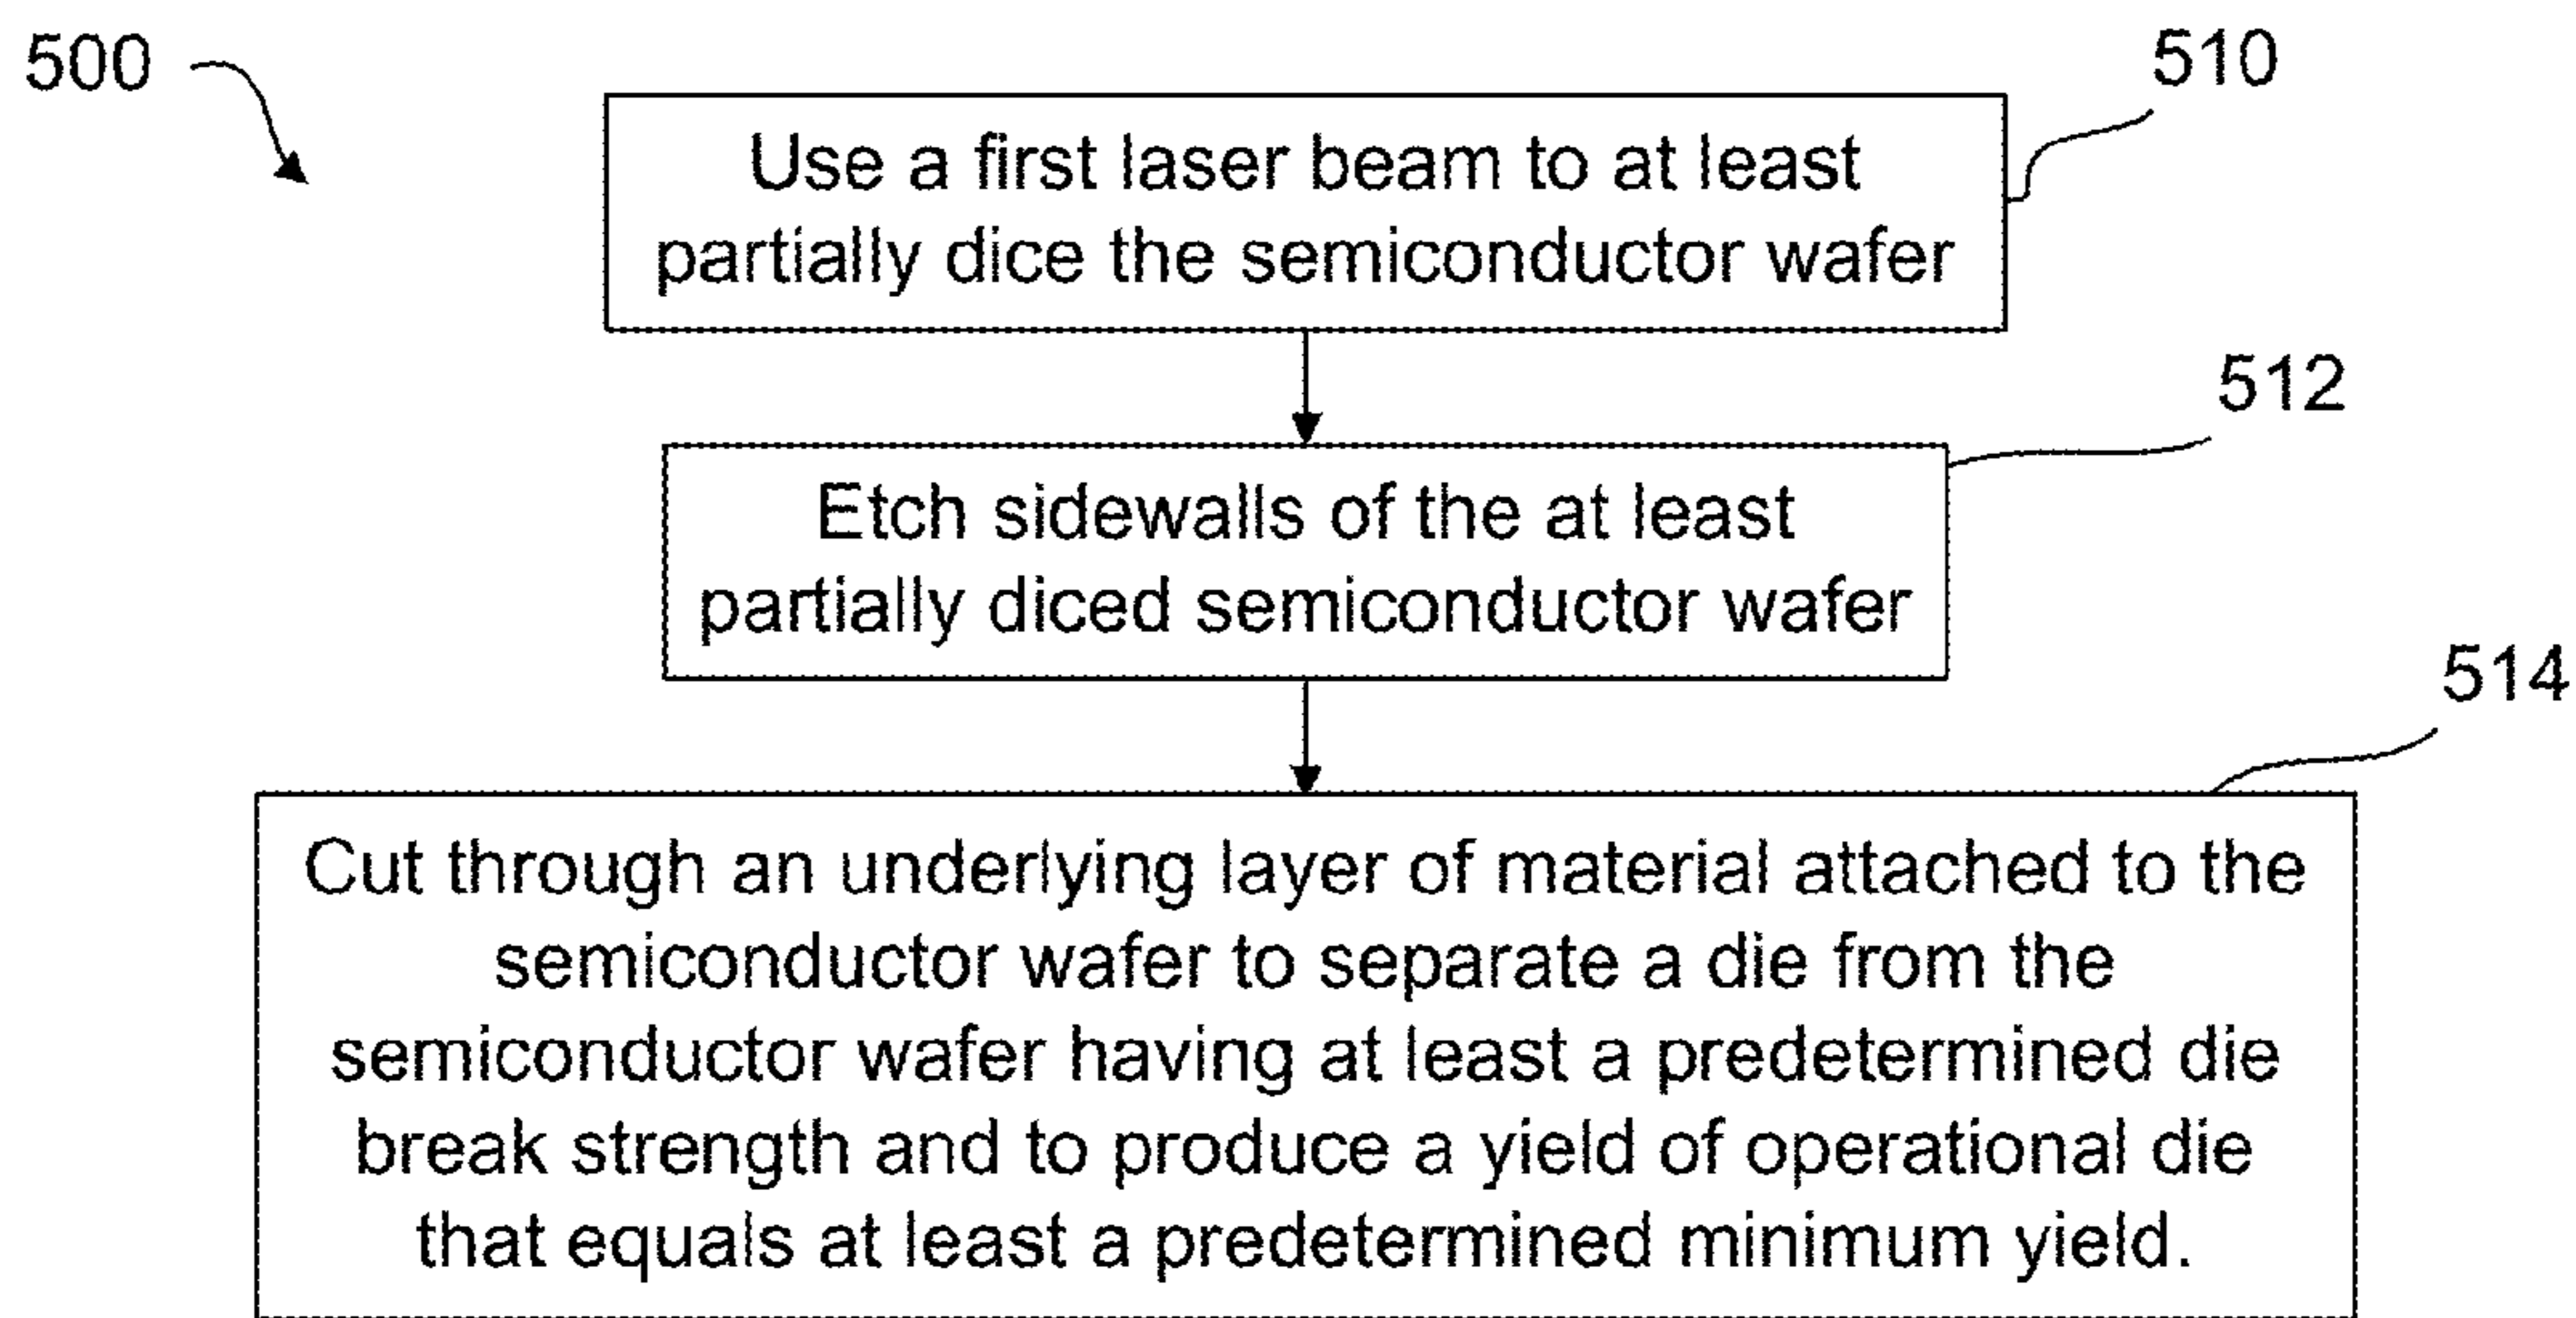 500
510
Use a first laser beam to at least
partially dice the semiconductor wafer
512
Etch sidewalls of the at least
partially diced semiconductor wafer
514
Cut through an underlying layer of material attached to the
semiconductor wafer to separate a die from the
semiconductor wafer having at least a predetermined die
break strength and to produce a yield of operational die
that equals at least a predetermined minimum yield.